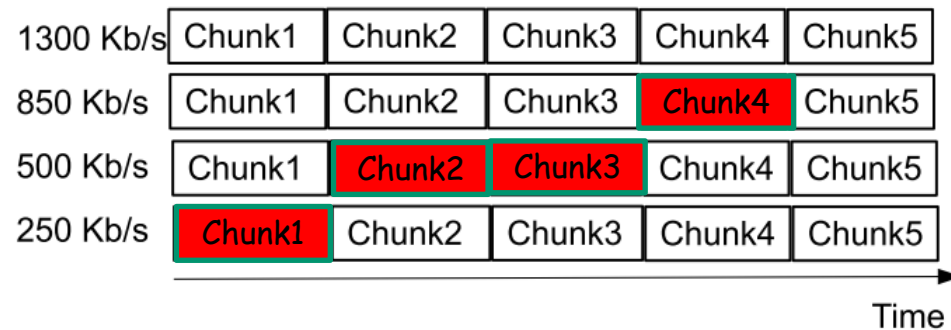 1300 Kb/s Chunk1 Chunk2 Chunk3 Chunk4 Chunk5
850 Kb/s Chunk1 Chunk2 Chunk3 Chunk4 Chunk5
500 Kb/s Chunk1 Chunk2 Chunk3 Chunk4 Chunk5
250 Kb/s Chunk1 Chunk2 Chunk3 Chunk4 Chunk5
Time